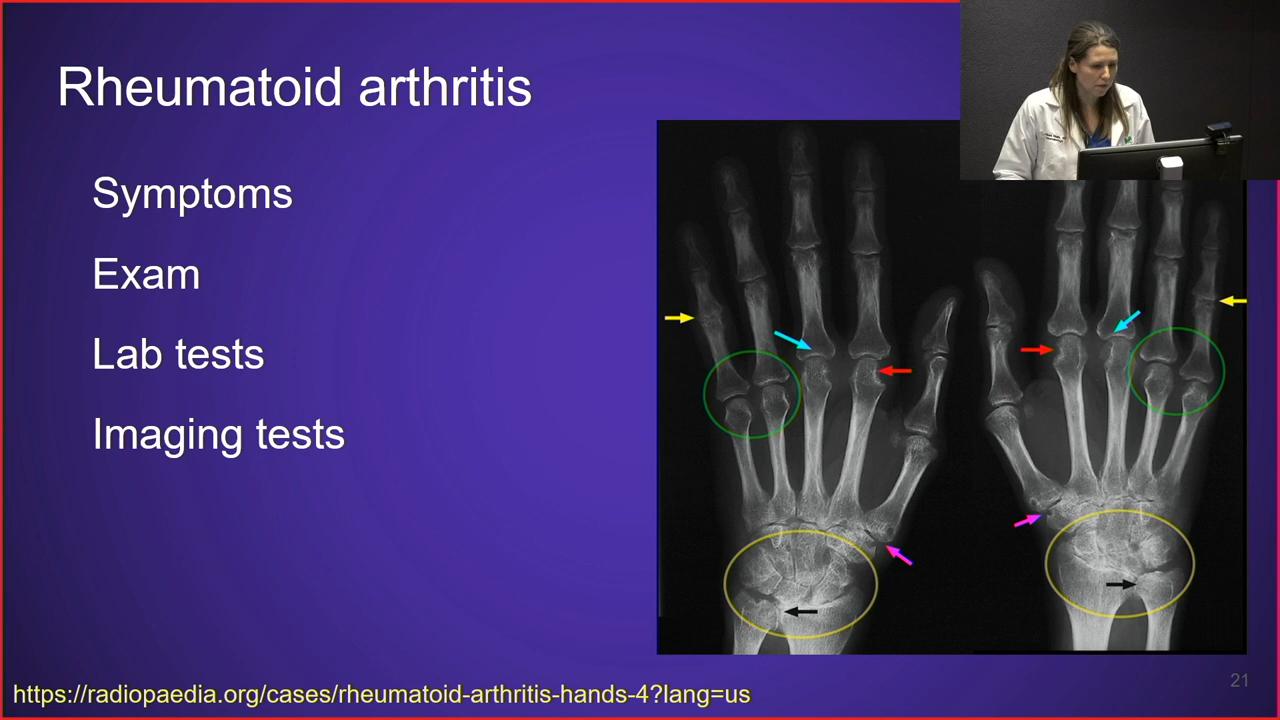 Rheumatoid arthritis
Symptoms
Exam
Lab tests
Imaging tests
https://radiopaedia.org/cases/rheumatoid-arthritis-hands-4?lang=us
21